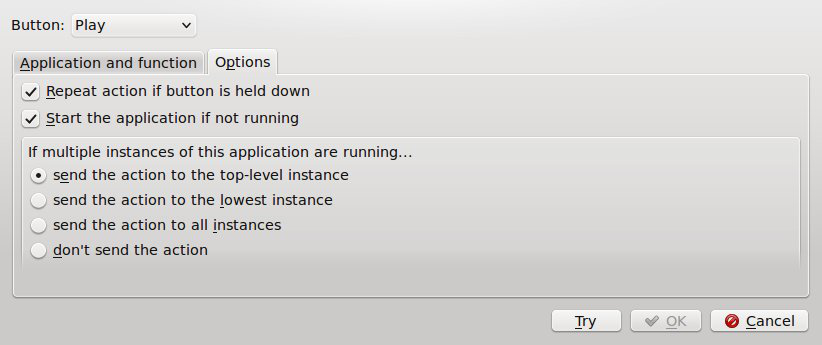 Button: Play
Application and function Options
Repeat action if button is held down
Start the application if not running
If multiple instances of this application are running...
send the action to the top-level instance
send the action to the lowest instance
send the action to all instances
don't send the action
Try OK Cancel